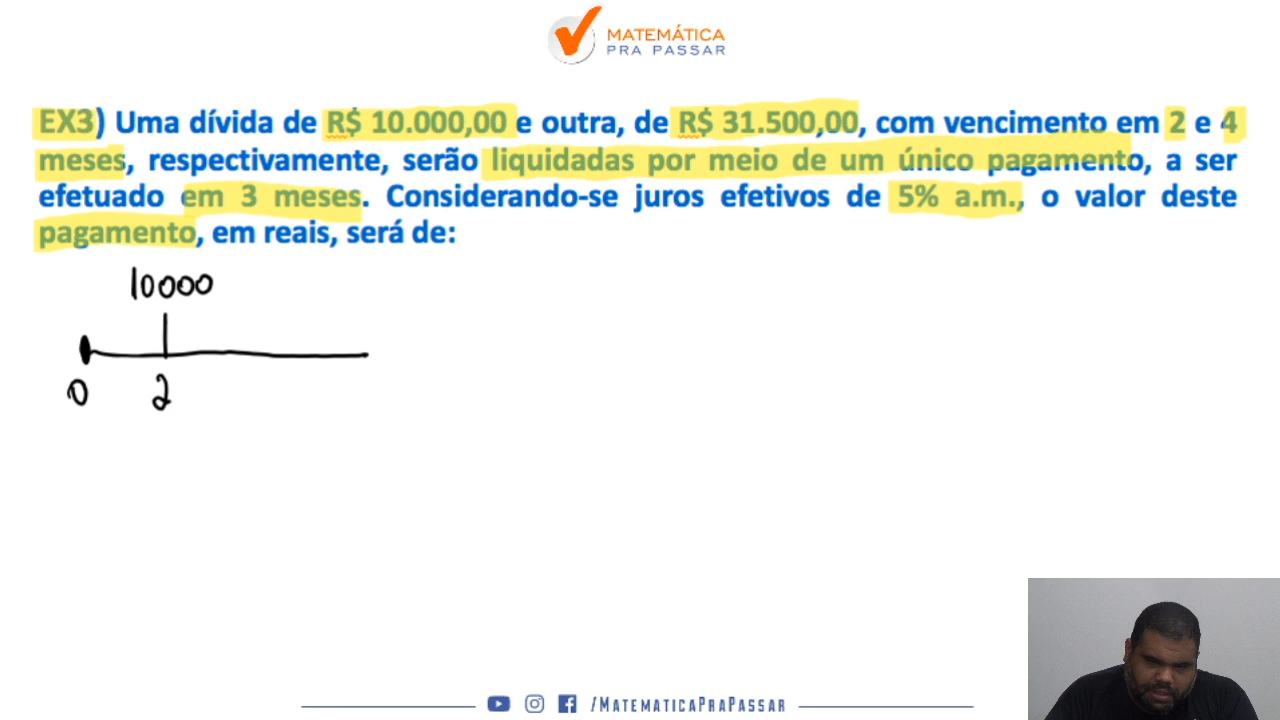 MATEMÁTICA
PRA PASSAR
EX3) Uma dívida de R$ 10.000,00 e outra, de R$ 31.500,00, com vencimento em 2 e 4
meses, respectivamente, serão liquidadas por meio de um único pagamento, a ser
efetuado em 3 meses. Considerando-se juros efetivos de 5% a.m., o valor deste
pagamento, em reais, será de:
10000
0 2
/MATEMATICAPRAPASSAR